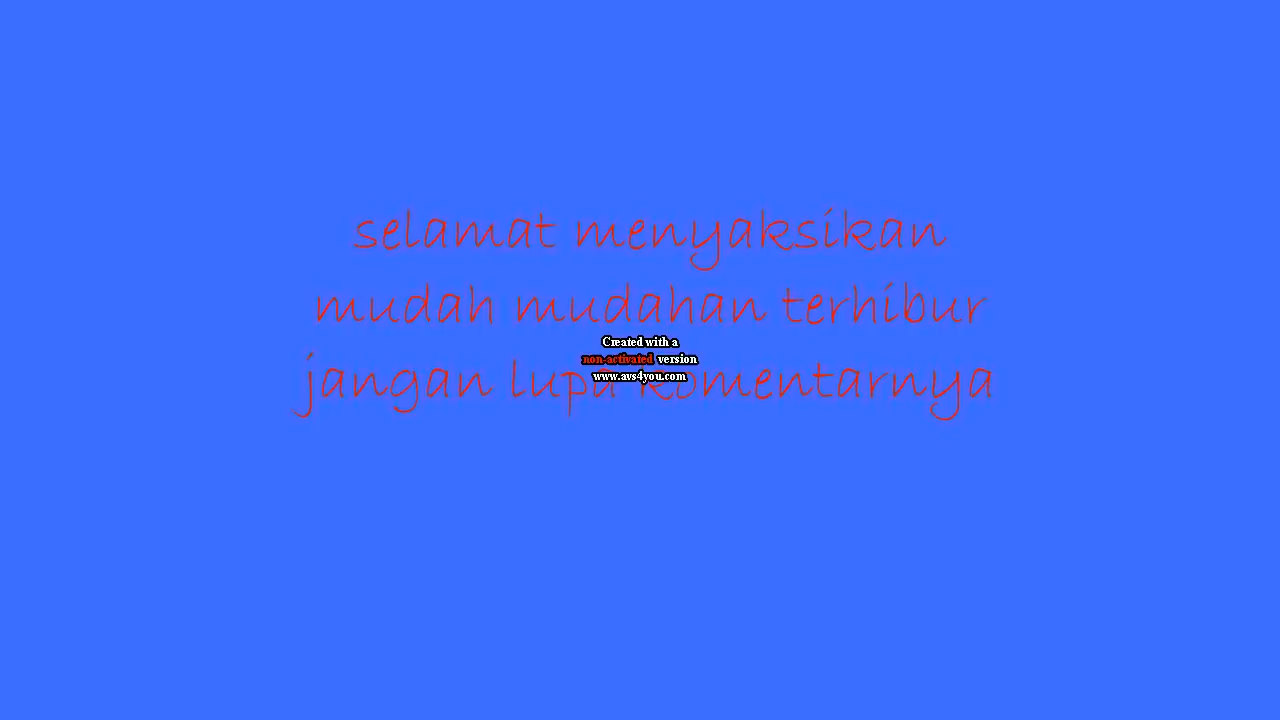 selamat menyaksikan
mudah mudahan terhibur
Created with a
non-activated version
www.avs4you.com
jangan lupa komentarnya